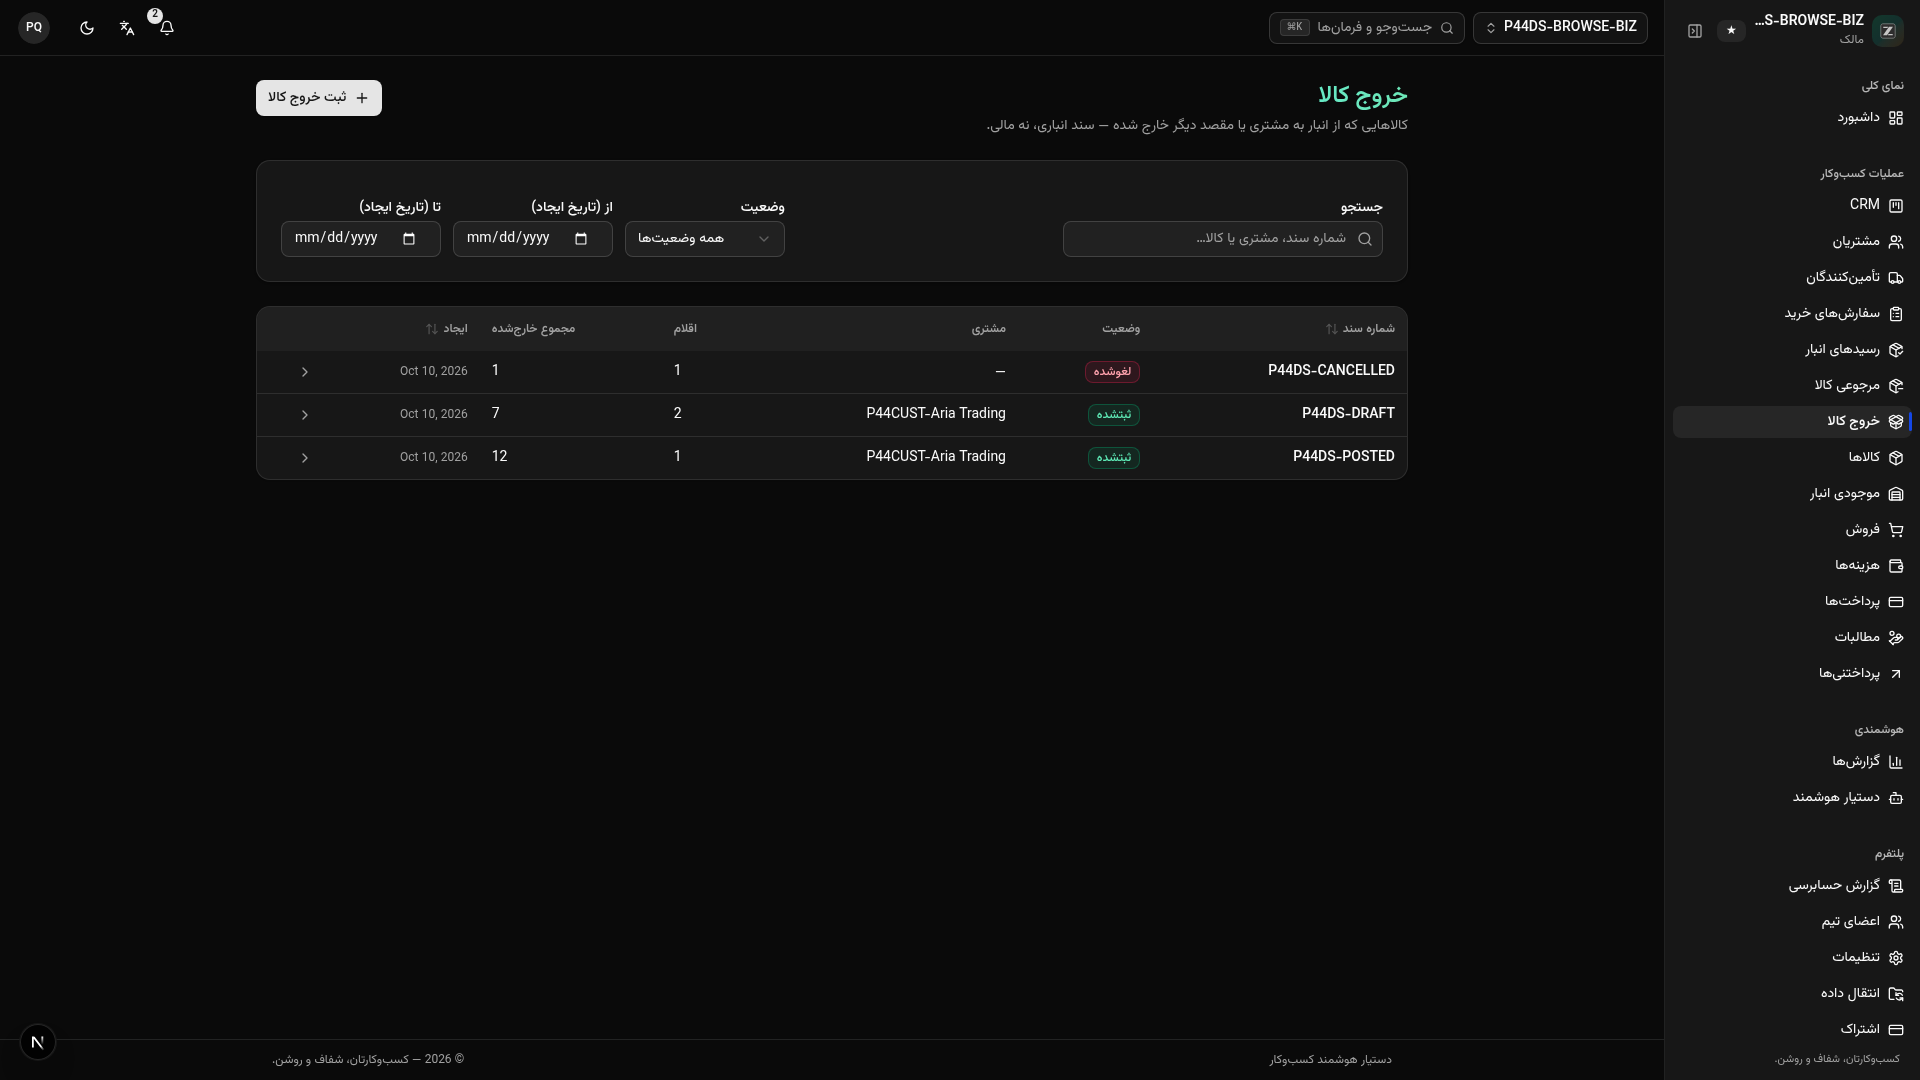 P44DS-BROWSE-BIZ
جست‌وجو و فرمان‌ها ⌘K
2
PQ
...S-BROWSE-BIZ
مالک
نمای کلی
داشبورد
عملیات کسب‌وکار
CRM
مشتریان
تأمین‌کنندگان
سفارش‌های خرید
رسیدهای انبار
مرجوعی کالا
خروج کالا
کالاها
موجودی انبار
فروش
هزینه‌ها
پرداخت‌ها
مطالبات
پرداختنی‌ها
هوشمندی
گزارش‌ها
دستیار هوشمند
پلتفرم
گزارش حسابرسی
اعضای تیم
تنظیمات
انتقال داده
اشتراک
کسب‌وکارتان، شفاف و روشن.
خروج کالا
کالاهایی که از انبار به مشتری یا مقصد دیگر خارج شده — سند انباری، نه مالی.
ثبت خروج کالا
جستجو
شماره سند، مشتری یا کالا...
وضعیت
همه وضعیت‌ها
از (تاریخ ایجاد)
mm/dd/yyyy
تا (تاریخ ایجاد)
mm/dd/yyyy
شماره سند وضعیت مشتری اقلام مجموع خارج‌شده ایجاد
P44DS-CANCELLED لغوشده — 1 1 Oct 10, 2026
P44DS-DRAFT ثبتشده P44CUST-Aria Trading 2 7 Oct 10, 2026
P44DS-POSTED ثبتشده P44CUST-Aria Trading 1 12 Oct 10, 2026
دستیار هوشمند کسب‌وکار
© 2026 — کسب‌وکارتان، شفاف و روشن.
N